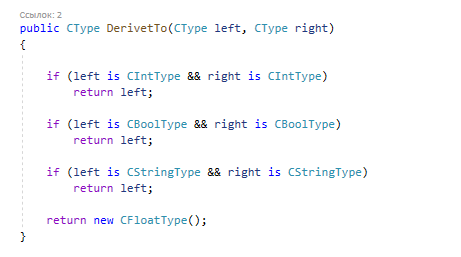 Ссылок: 2
public CType DerivetTo(CType left, CType right)
{
if (left is CIntType && right is CIntType)
return left;
if (left is CBoolType && right is CBoolType)
return left;
if (left is CStringType && right is CStringType)
return left;
return new CFloatType();
}